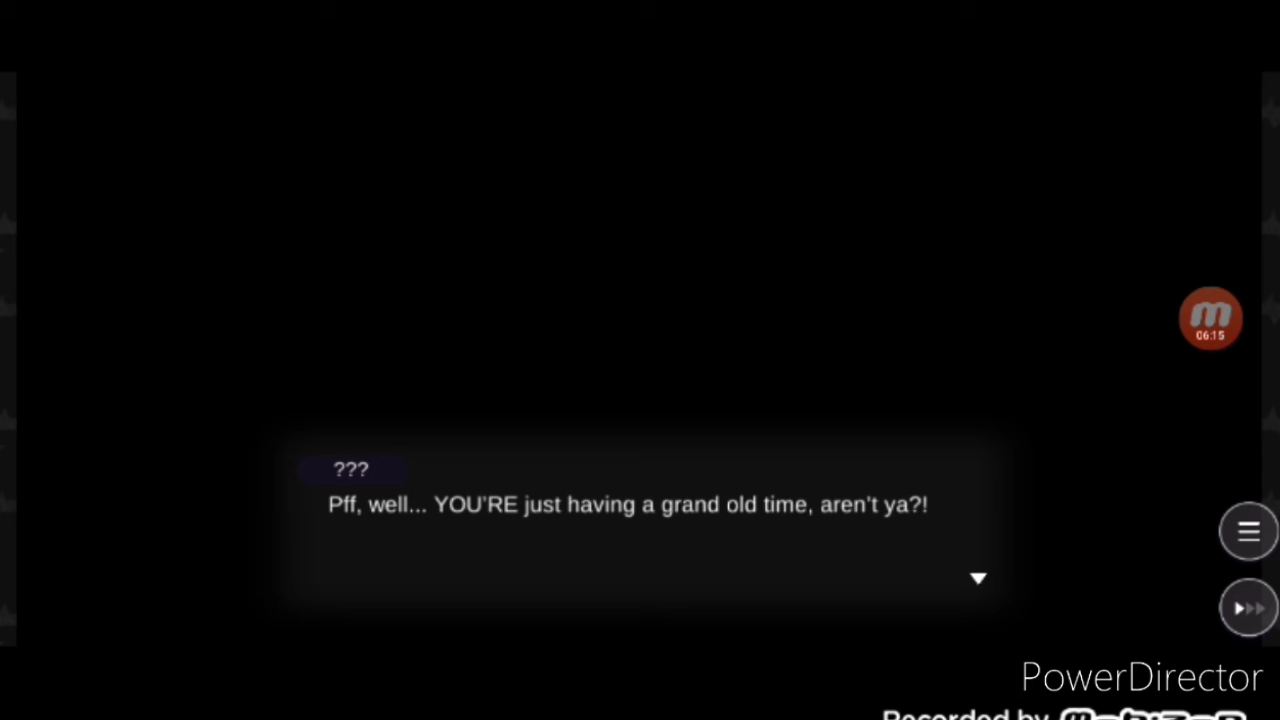 06:15
???
Pff, well... YOU'RE just having a grand old time, aren't ya?!
PowerDirector
Recorded by